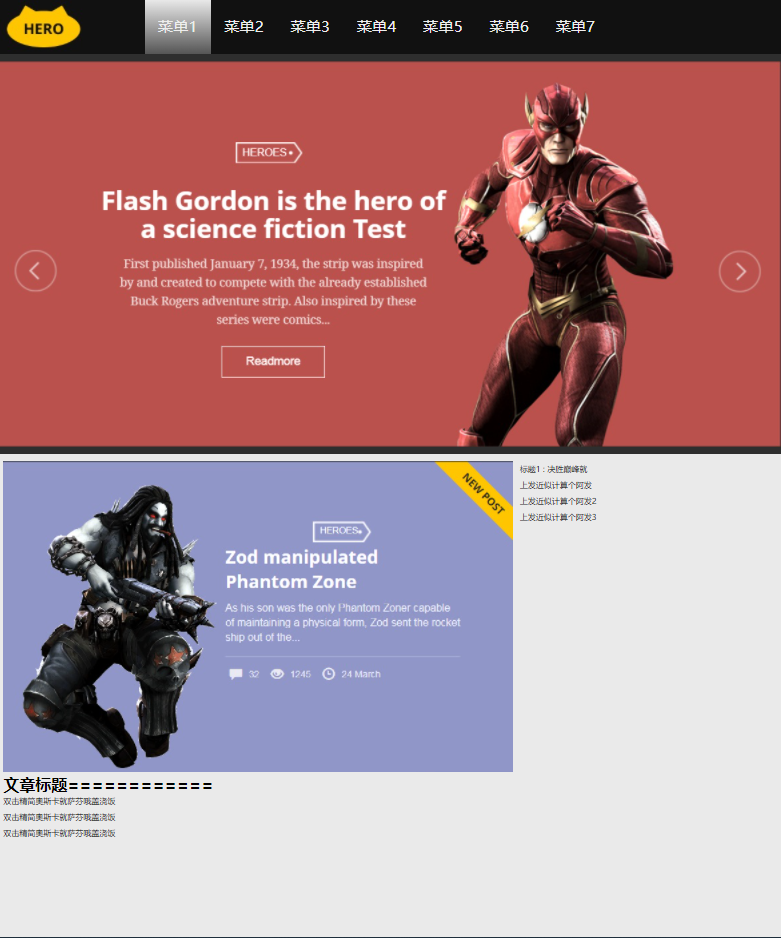 HERO
菜单1 菜单2 菜单3 菜单4 菜单5 菜单6 菜单7
HEROES
Flash Gordon is the hero of
a science fiction Test
First published January 7, 1934, the strip was inspired
by and created to compete with the already established
Buck Rogers adventure strip. Also inspired by these
series were comics...
Readmore
NEW POST
HEROES
Zod manipulated
Phantom Zone
As his son was the only Phantom Zoner capable
of maintaining a physical form, Zod sent the rocket
ship out of the...
32 1245 24 March
标题1：决胜巅峰就
上发近似计算个阿发
上发近似计算个阿发2
上发近似计算个阿发3
文章标题============
双击精简奥斯卡就萨芬哦盖浇饭
双击精简奥斯卡就萨芬哦盖浇饭
双击精简奥斯卡就萨芬哦盖浇饭